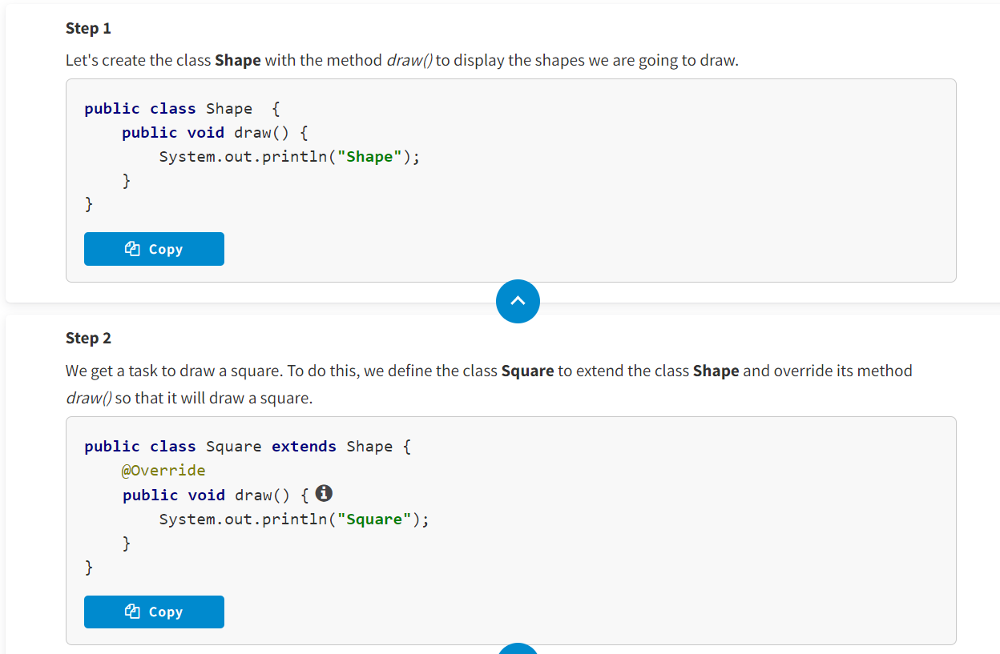 Step 1
Let's create the class Shape with the method draw() to display the shapes we are going to draw.
public class Shape  {
    public void draw() {
        System.out.println("Shape");
    }
}
Copy
Step 2
We get a task to draw a square. To do this, we define the class Square to extend the class Shape and override its method
draw() so that it will draw a square.
public class Square extends Shape {
    @Override
    public void draw() {
        System.out.println("Square");
    }
}
Copy